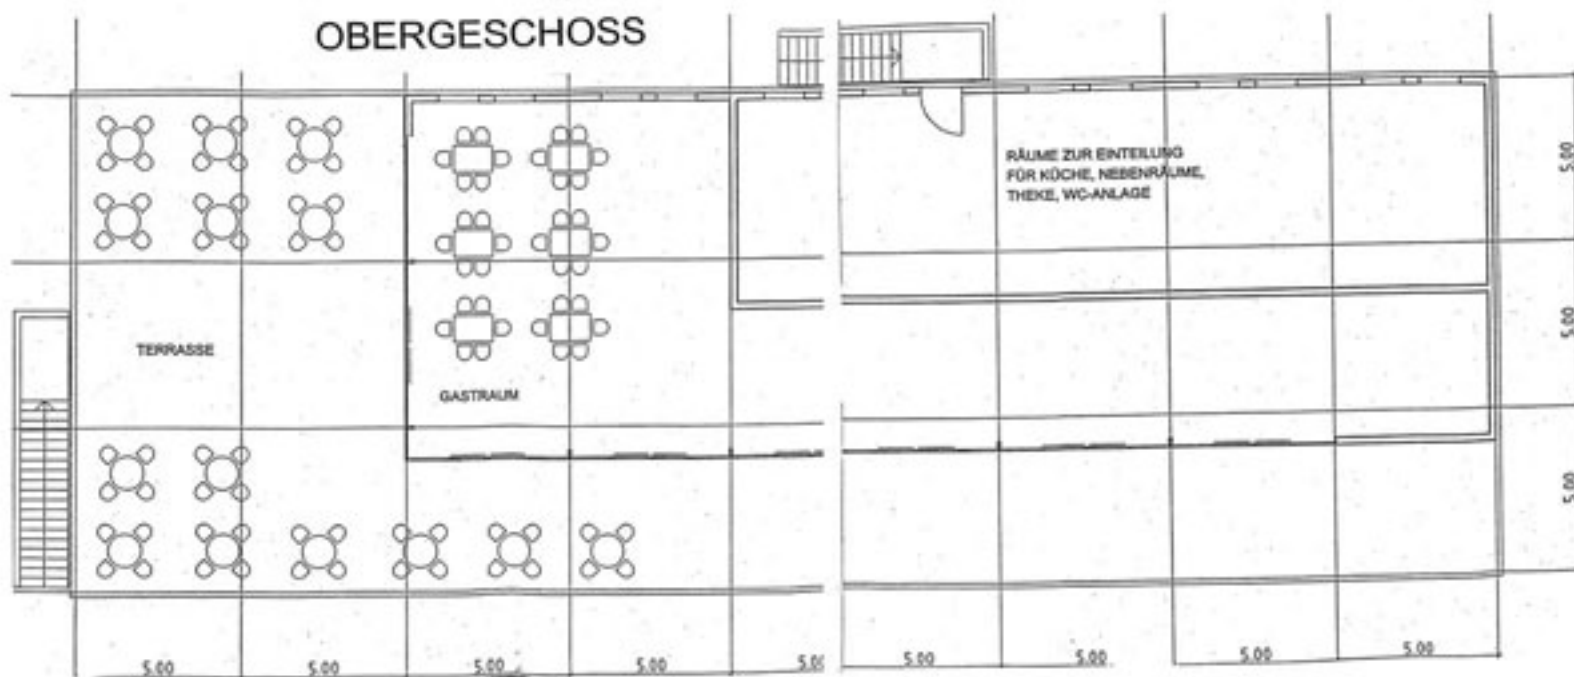 OBERGESCHOSS
RÄUME ZUR EINTEILUNG
FÜR KÜCHE, NEBENRÄUME,
THEKE, WC-ANLAGE
5.00
TERRASSE
5.00
GASTRAUM
5.00
5.00
5.00
5.00
5.00
5.00
5.00
5.00
5.00